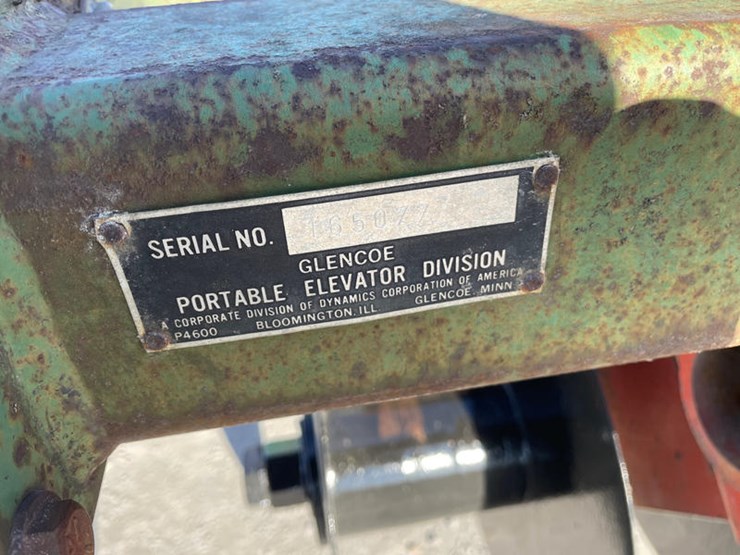 SERIAL NO.
GLENCOE
PORTABLE ELEVATOR DIVISION
A CORPORATE DIVISION OF DYNAMICS CORPORATION OF AMERICA
P4600 BLOOMINGTON, ILL GLENCOE, MINN